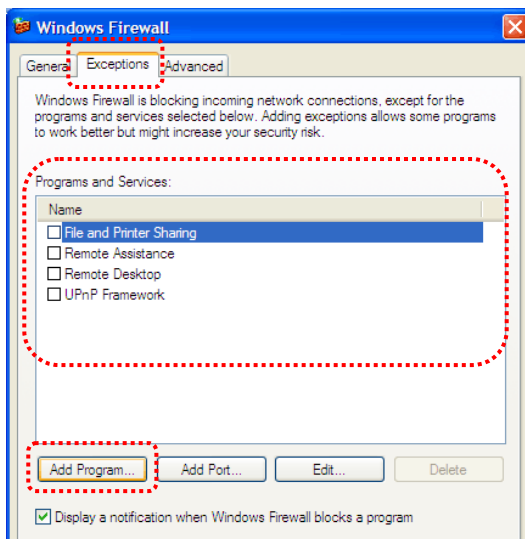 Windows Firewall
General Exceptions Advanced
Windows Firewall is blocking incoming network connections, except for the
programs and services selected below. Adding exceptions allows some programs
to work better but might increase your security risk.
Programs and Services:
Name
File and Printer Sharing
Remote Assistance
Remote Desktop
UPnP Framework
Add Program... Add Port... Edit... Delete
Display a notification when Windows Firewall blocks a program